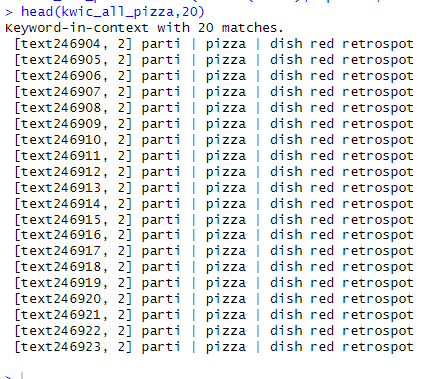 > head(kwic_all_pizza,20)
Keyword-in-context with 20 matches.
[text246904, 2] parti | pizza | dish red retrospot
[text246905, 2] parti | pizza | dish red retrospot
[text246906, 2] parti | pizza | dish red retrospot
[text246907, 2] parti | pizza | dish red retrospot
[text246908, 2] parti | pizza | dish red retrospot
[text246909, 2] parti | pizza | dish red retrospot
[text246910, 2] parti | pizza | dish red retrospot
[text246911, 2] parti | pizza | dish red retrospot
[text246912, 2] parti | pizza | dish red retrospot
[text246913, 2] parti | pizza | dish red retrospot
[text246914, 2] parti | pizza | dish red retrospot
[text246915, 2] parti | pizza | dish red retrospot
[text246916, 2] parti | pizza | dish red retrospot
[text246917, 2] parti | pizza | dish red retrospot
[text246918, 2] parti | pizza | dish red retrospot
[text246919, 2] parti | pizza | dish red retrospot
[text246920, 2] parti | pizza | dish red retrospot
[text246921, 2] parti | pizza | dish red retrospot
[text246922, 2] parti | pizza | dish red retrospot
[text246923, 2] parti | pizza | dish red retrospot
>